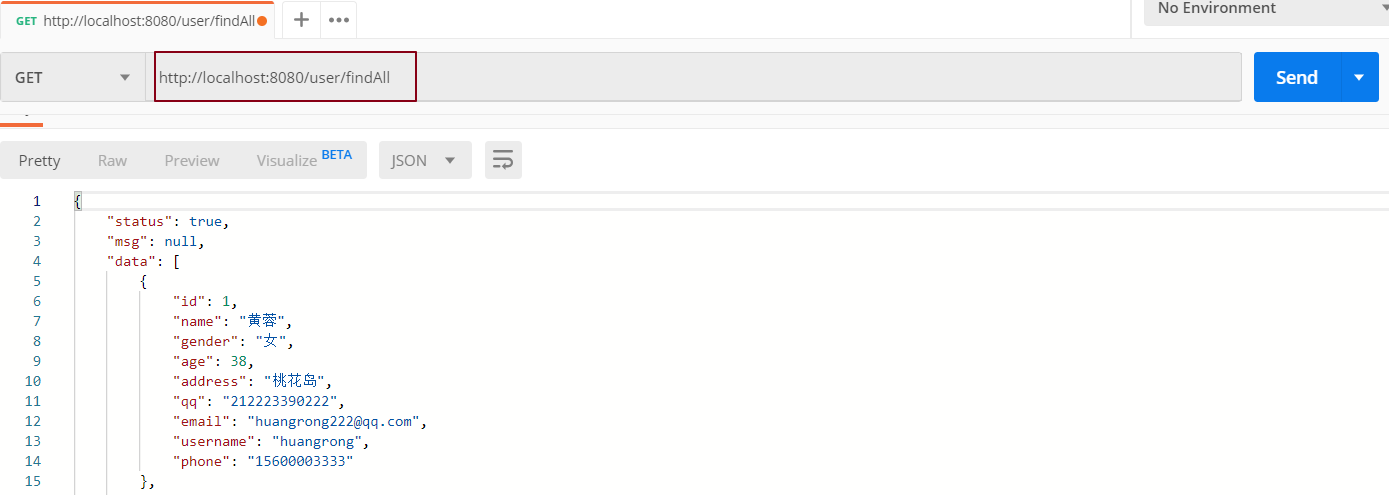 GET http://localhost:8080/user/findAll
No Environment
GET http://localhost:8080/user/findAll Send
Pretty Raw Preview Visualize BETA JSON
1 {
2 "status": true,
3 "msg": null,
4 "data": [
5 {
6 "id": 1,
7 "name": "黄蓉",
8 "gender": "女",
9 "age": 38,
10 "address": "桃花岛",
11 "qq": "212223390222",
12 "email": "huangrong222@qq.com",
13 "username": "huangrong",
14 "phone": "15600003333"
15 },